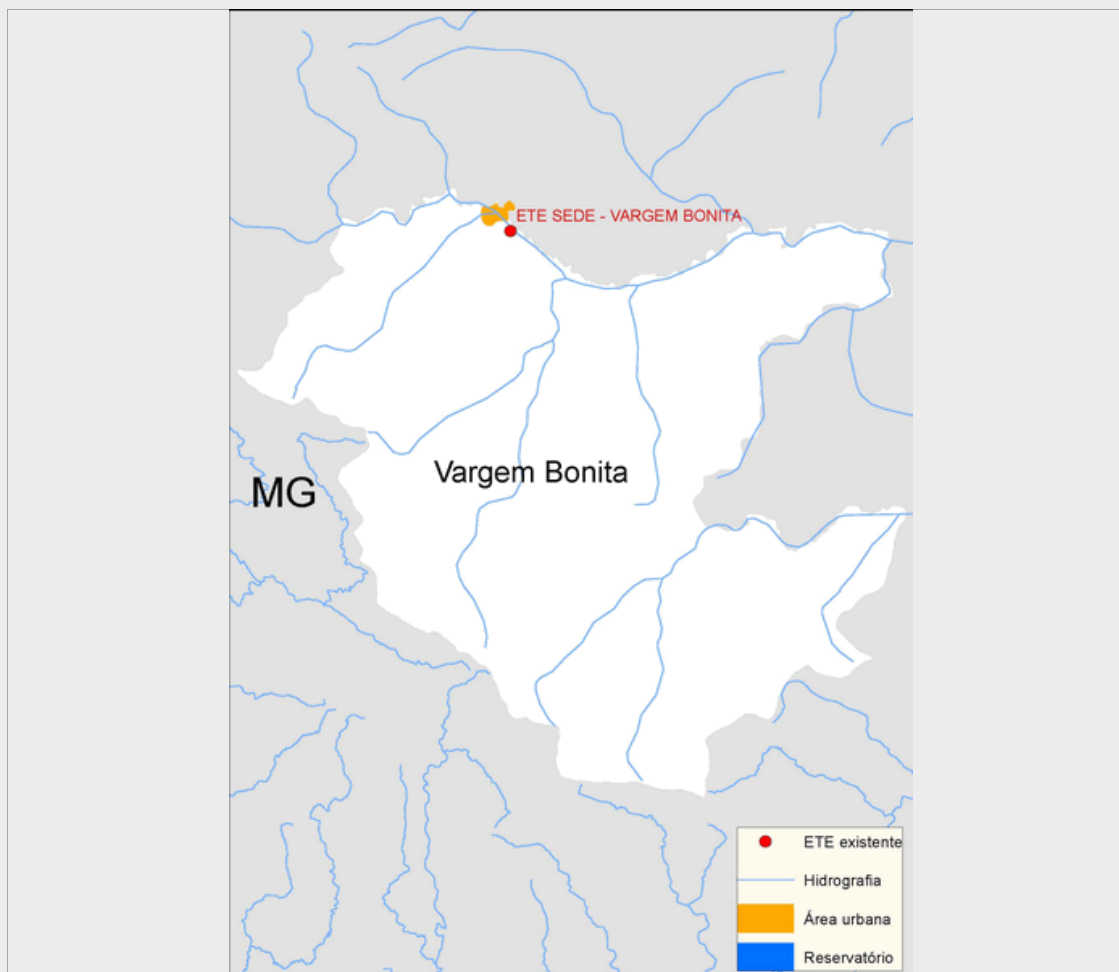 ETE SEDE - VARGEM BONITA
Vargem Bonita
MG
ETE existente
Hidrografia
Área urbana
Reservatório